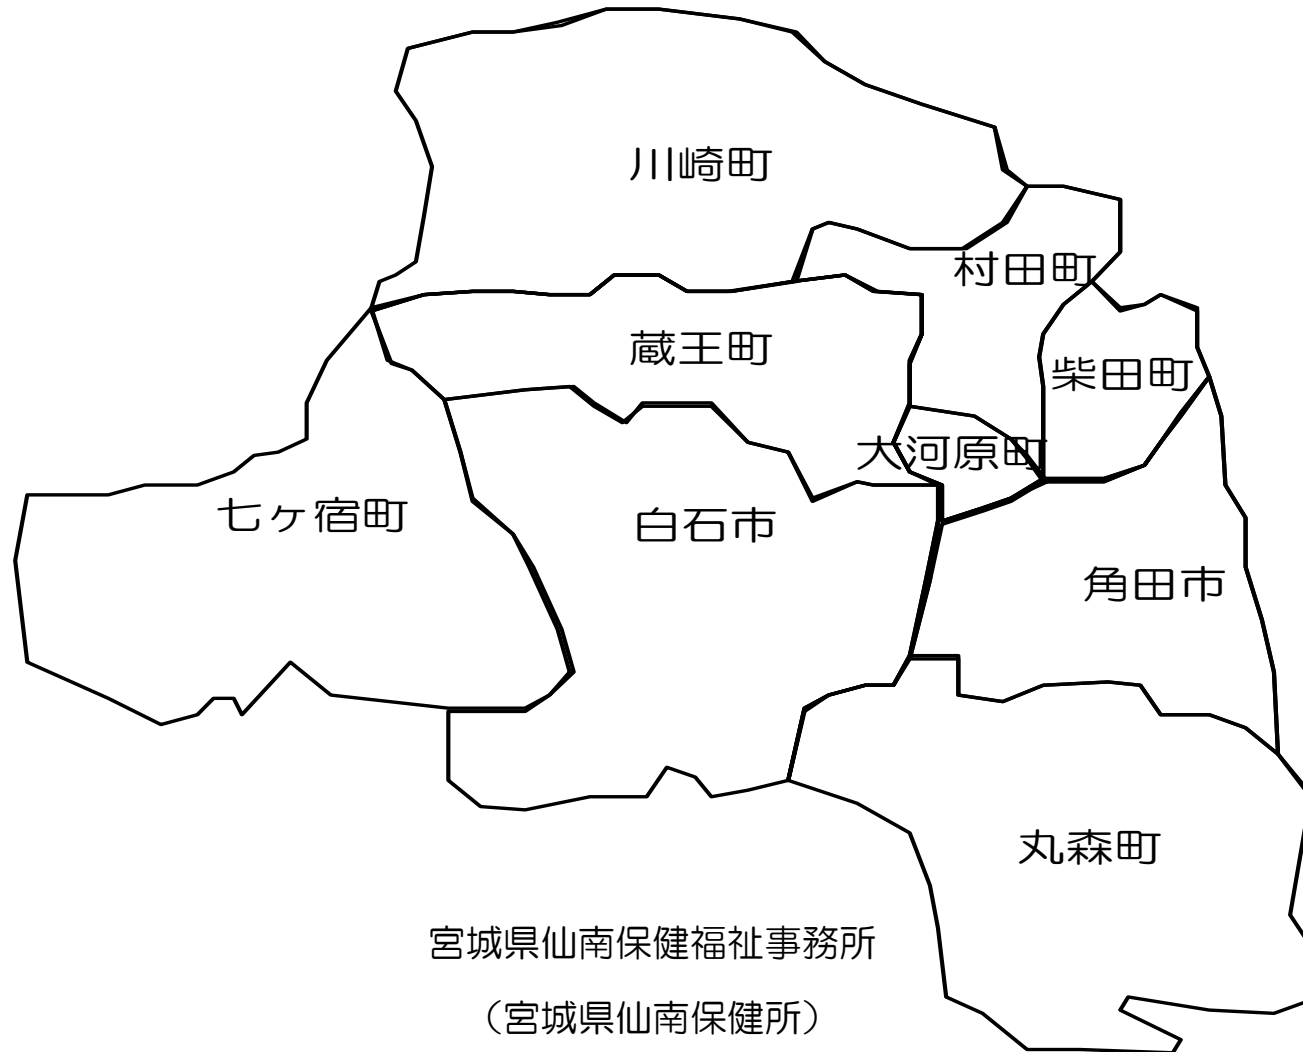 川崎町
村田町
蔵王町
柴田町
大河原町
七ヶ宿町
白石市
角田市
丸森町
宮城県仙南保健福祉事務所
（宮城県仙南保健所）